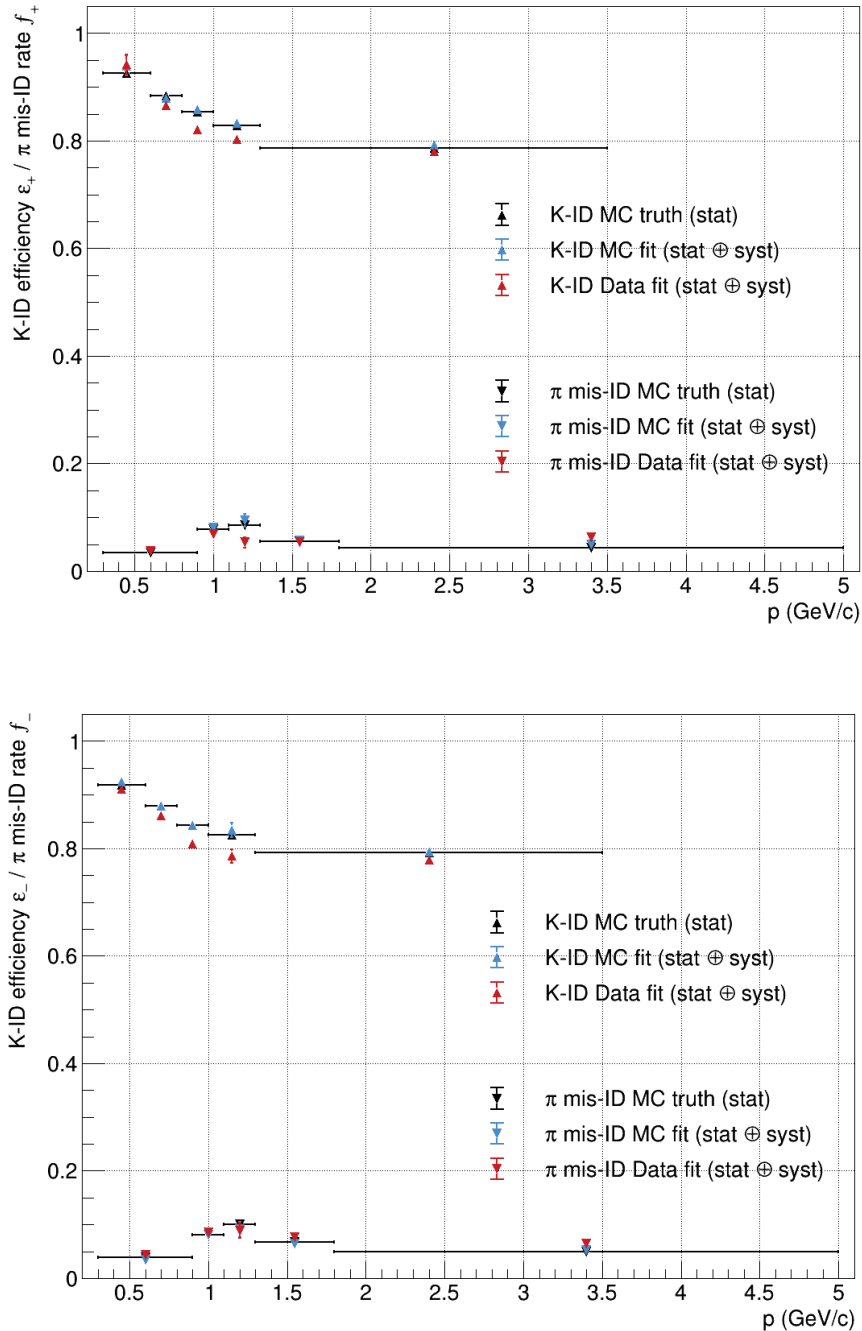 K-ID efficiency ε₊ / π mis-ID rate f₊
1
0.8
0.6
0.4
0.2
0
K-ID MC truth (stat)
K-ID MC fit (stat ⊕ syst)
K-ID Data fit (stat ⊕ syst)
π mis-ID MC truth (stat)
π mis-ID MC fit (stat ⊕ syst)
π mis-ID Data fit (stat ⊕ syst)
0.5 1 1.5 2 2.5 3 3.5 4 4.5 5
p (GeV/c)
K-ID efficiency ε₋ / π mis-ID rate f₋
1
0.8
0.6
0.4
0.2
0
K-ID MC truth (stat)
K-ID MC fit (stat ⊕ syst)
K-ID Data fit (stat ⊕ syst)
π mis-ID MC truth (stat)
π mis-ID MC fit (stat ⊕ syst)
π mis-ID Data fit (stat ⊕ syst)
0.5 1 1.5 2 2.5 3 3.5 4 4.5 5
p (GeV/c)